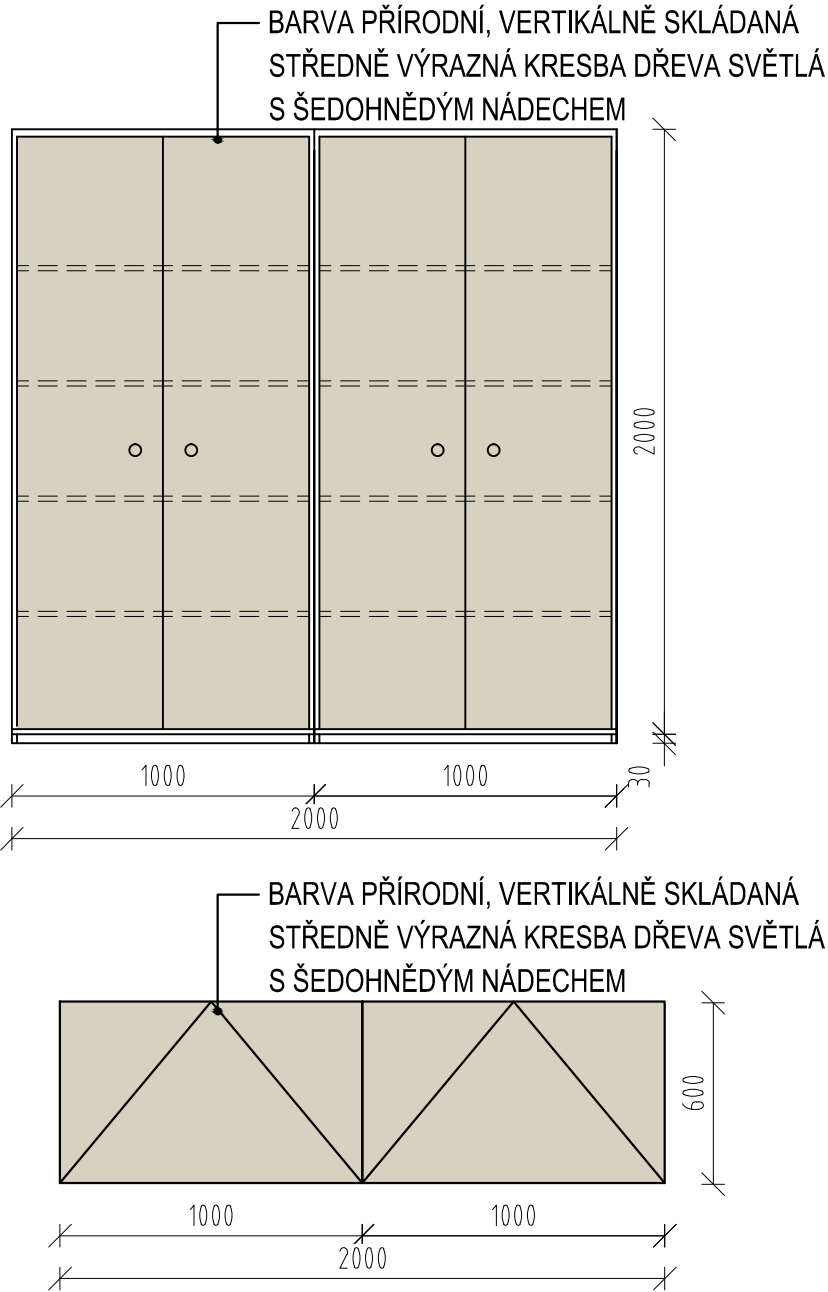 BARVA PŘÍRODNÍ, VERTIKÁLNĚ SKLÁDANÁ
STŘEDNĚ VÝRAZNÁ KRESBA DŘEVA SVĚTLÁ
S ŠEDOHNĚDÝM NÁDECHEM
2000
30
1000
1000
2000
BARVA PŘÍRODNÍ, VERTIKÁLNĚ SKLÁDANÁ
STŘEDNĚ VÝRAZNÁ KRESBA DŘEVA SVĚTLÁ
S ŠEDOHNĚDÝM NÁDECHEM
600
1000
1000
2000